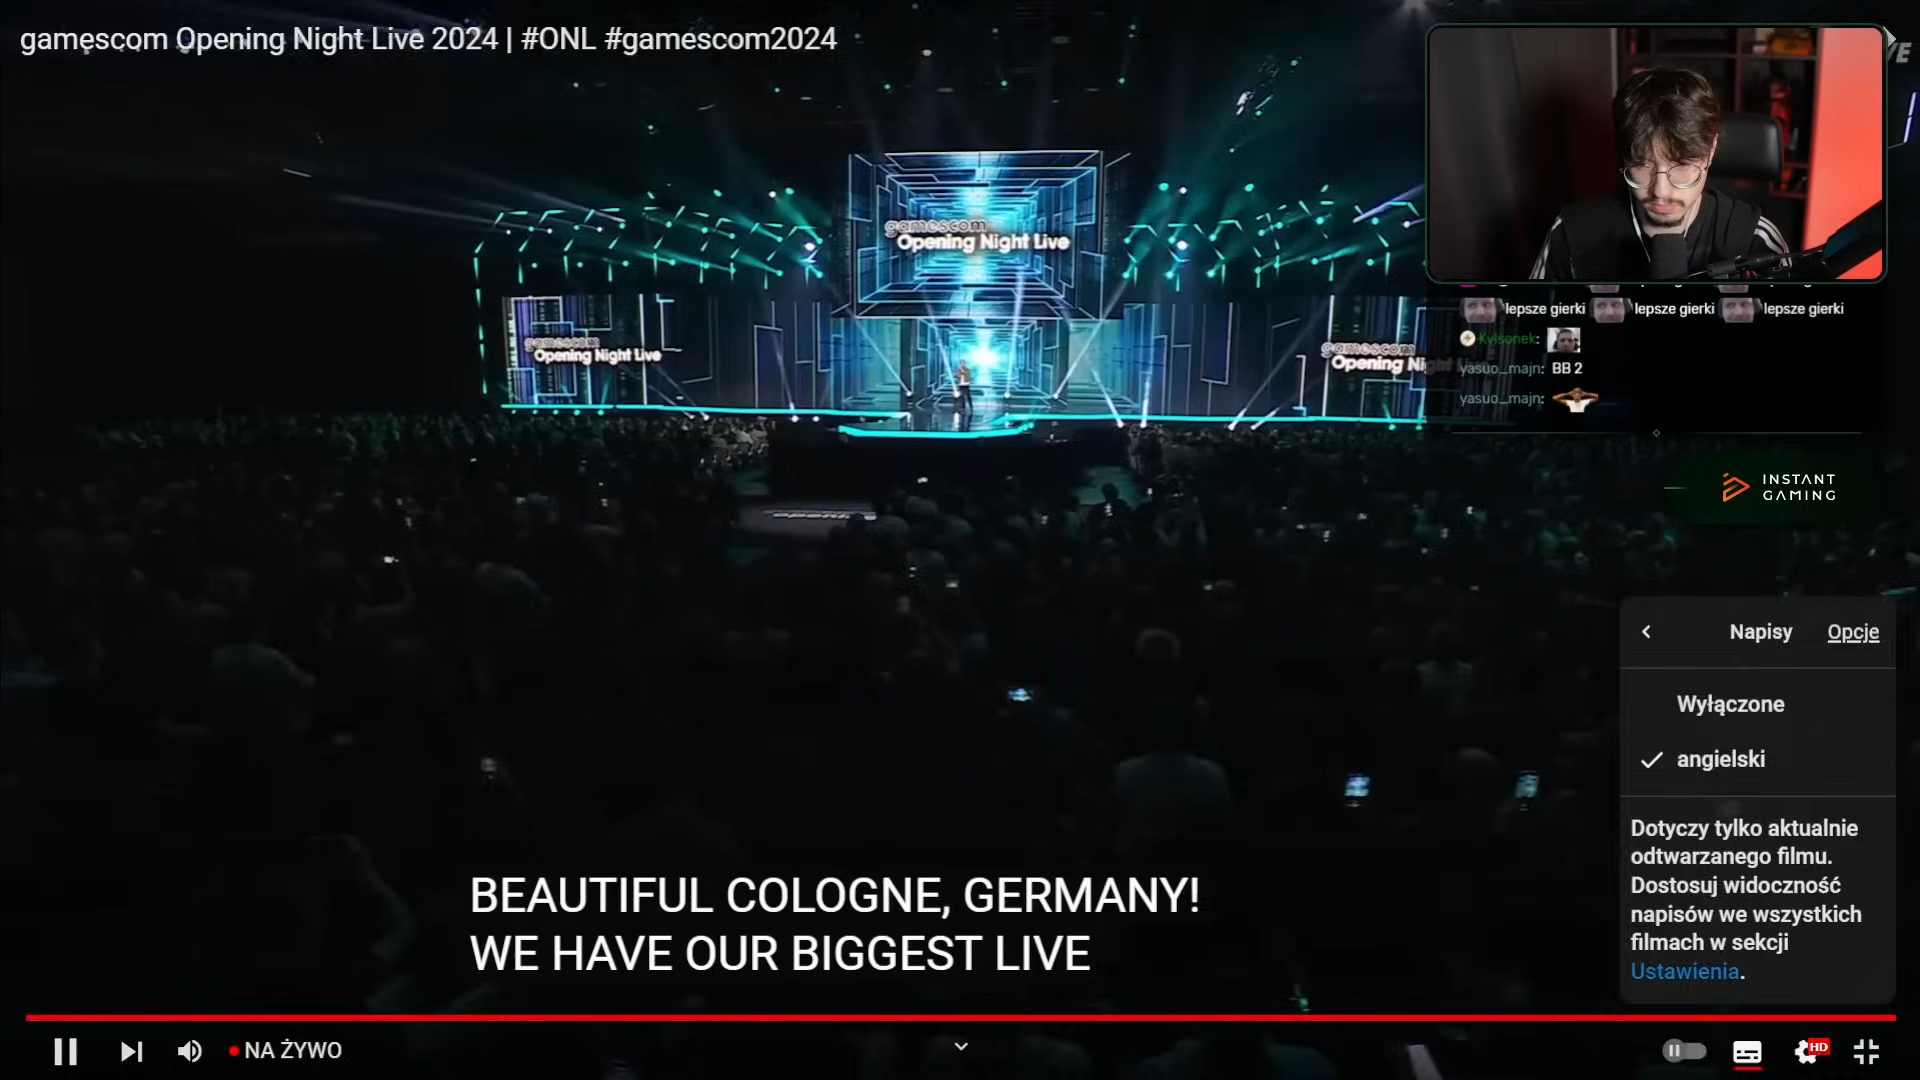 gamescom Opening Night Live 2024 | #ONL #gamescom2024
gamescom
Opening Night Live
gamescom
Opening Night Live
gamescom
lepsze gierki lepsze gierki lepsze gierki
Kvisonek:
yasuo_majn: BB 2
yasuo_majn:
INSTANT
GAMING
Napisy Opcje
Wyłączone
angielski
Dotyczy tylko aktualnie
odtwarzanego filmu.
Dostosuj widoczność
napisów we wszystkich
filmach w sekcji
Ustawienia.
BEAUTIFUL COLOGNE, GERMANY!
WE HAVE OUR BIGGEST LIVE
NA ŻYWO
HD